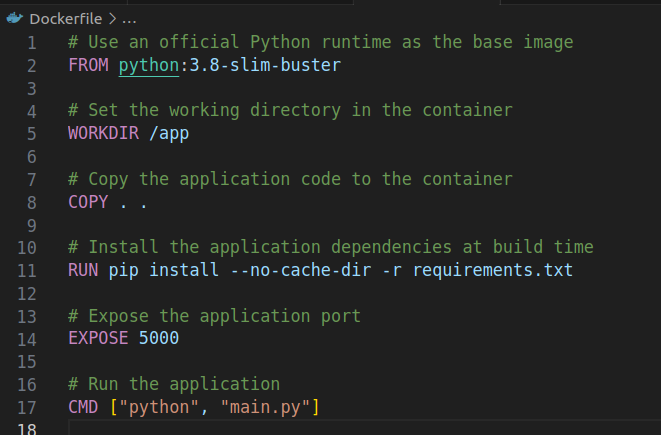 Dockerfile > ...
1 # Use an official Python runtime as the base image
2 FROM python:3.8-slim-buster
3
4 # Set the working directory in the container
5 WORKDIR /app
6
7 # Copy the application code to the container
8 COPY . .
9
10 # Install the application dependencies at build time
11 RUN pip install --no-cache-dir -r requirements.txt
12
13 # Expose the application port
14 EXPOSE 5000
15
16 # Run the application
17 CMD ["python", "main.py"]
18